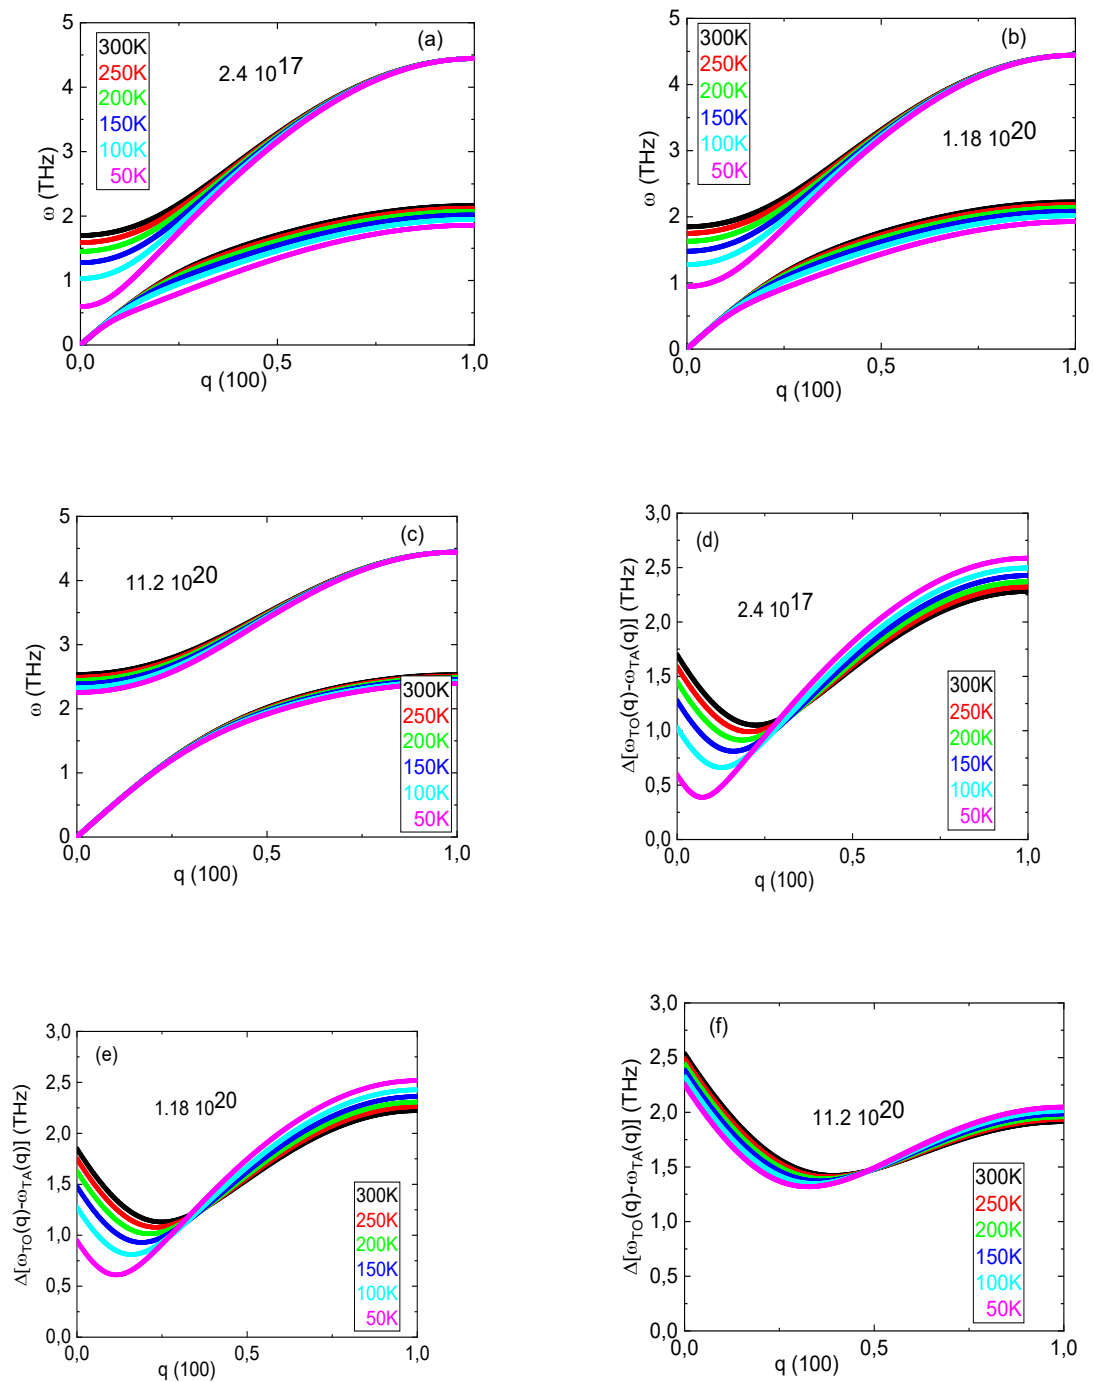 (a)
2.4 10^17
300K
250K
200K
150K
100K
50K
ω (THz)
5
4
3
2
1
0
0,0
0,5
1,0
q (100)
(b)
1.18 10^20
300K
250K
200K
150K
100K
50K
ω (THz)
5
4
3
2
1
0
0,0
0,5
1,0
q (100)
(c)
11.2 10^20
300K
250K
200K
150K
100K
50K
ω (THz)
5
4
3
2
1
0
0,0
0,5
1,0
q (100)
(d)
2.4 10^17
300K
250K
200K
150K
100K
50K
Δ[ω_TO(q)-ω_TA(q)] (THz)
3,0
2,5
2,0
1,5
1,0
0,5
0,0
0,0
0,5
1,0
q (100)
(e)
1.18 10^20
300K
250K
200K
150K
100K
50K
Δ[ω_TO(q)-ω_TA(q)] (THz)
3,0
2,5
2,0
1,5
1,0
0,5
0,0
0,0
0,5
1,0
q (100)
(f)
11.2 10^20
300K
250K
200K
150K
100K
50K
Δ[ω_TO(q)-ω_TA(q)] (THz)
3,0
2,5
2,0
1,5
1,0
0,5
0,0
0,0
0,5
1,0
q (100)